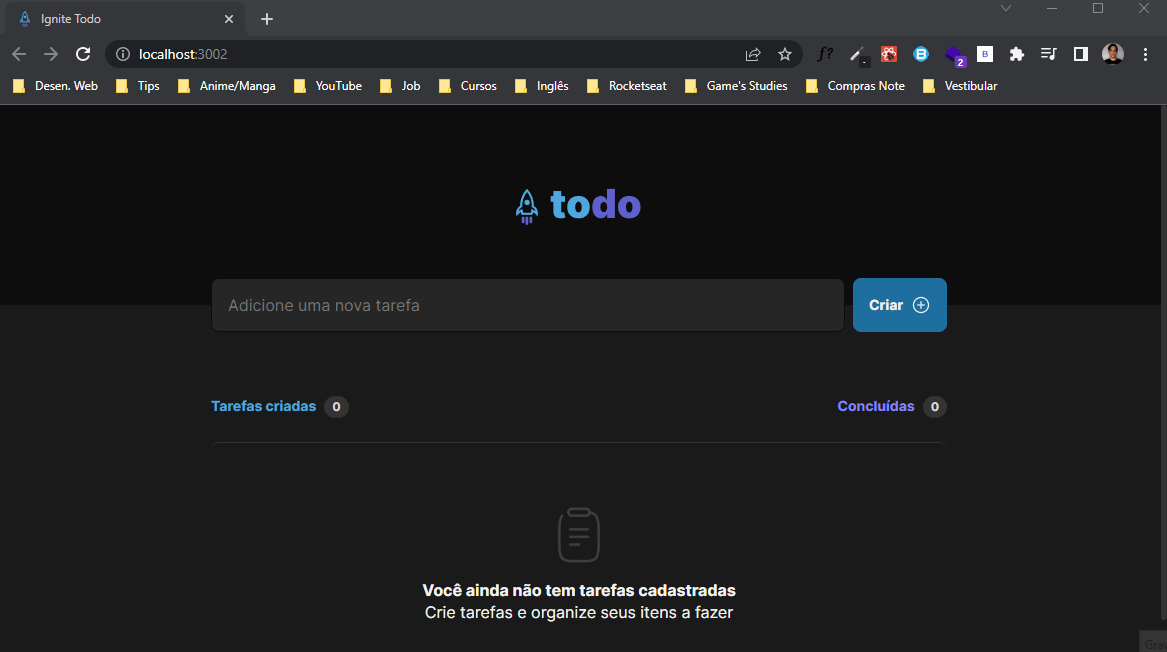 Ignite Todo
localhost:3002
f?
2
B
Desen. Web Tips Anime/Manga YouTube Job Cursos Inglês Rocketseat Game's Studies Compras Note Vestibular
todo
Adicione uma nova tarefa Criar
Tarefas criadas 0 Concluídas 0
Você ainda não tem tarefas cadastradas
Crie tarefas e organize seus itens a fazer